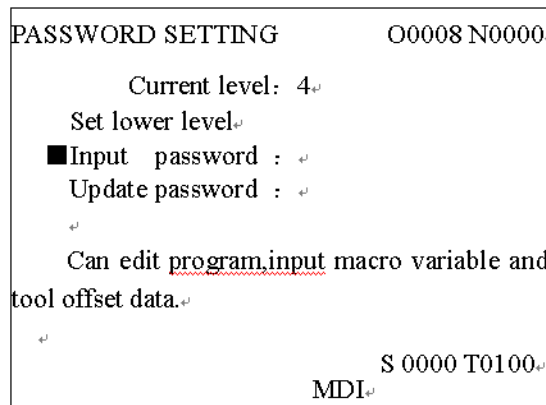 PASSWORD SETTING O0008 N0000
Current level: 4
Set lower level
Input password :
Update password :
Can edit program,input macro variable and
tool offset data.
S 0000 T0100
MDI